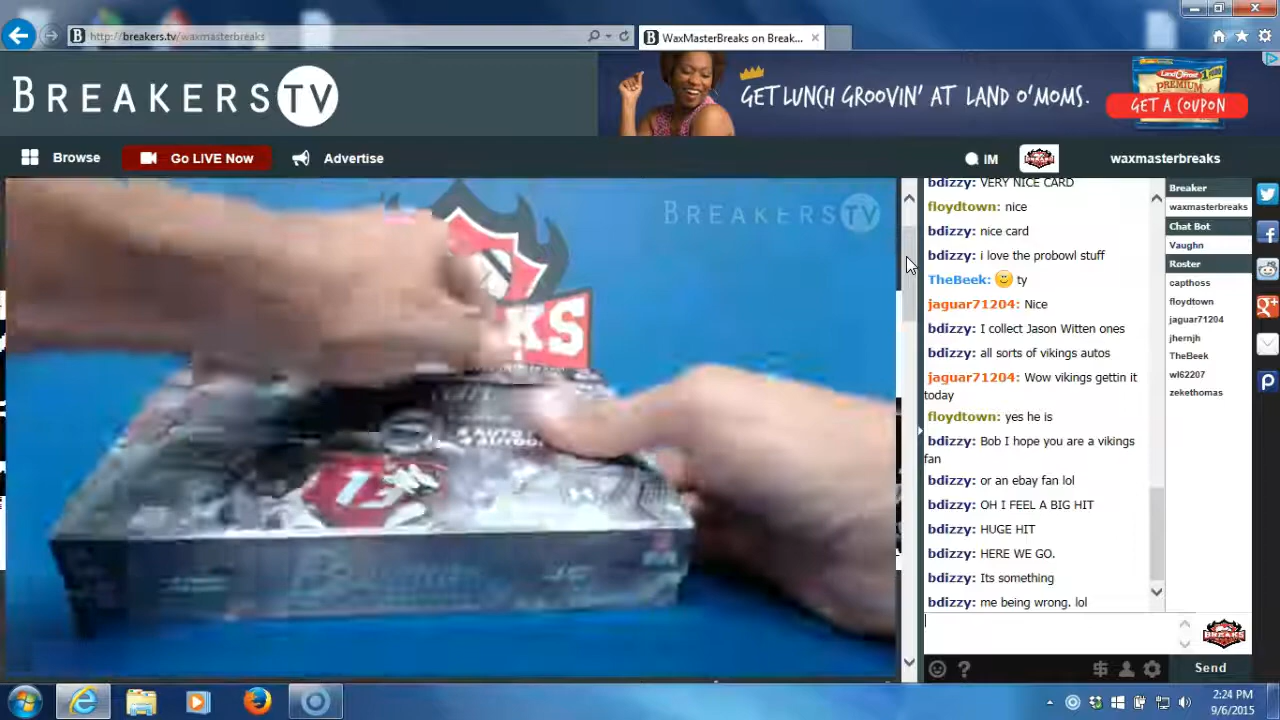 http://breakers.tv/waxmasterbreaks
WaxMasterBreaks on Break...
BREAKERSTV
GET LUNCH GROOVIN' AT LAND O'MOMS.
PREMIUM
GET A COUPON
Browse
Go LIVE Now
Advertise
IM
waxmasterbreaks
BREAKERSTV
bdizzy: VERY NICE CARD
floydtown: nice
bdizzy: nice card
bdizzy: i love the probowl stuff
TheBeek: ty
jaguar71204: Nice
bdizzy: I collect Jason Witten ones
bdizzy: all sorts of vikings autos
jaguar71204: Wow vikings gettin it
today
floydtown: yes he is
bdizzy: Bob I hope you are a vikings
fan
bdizzy: or an ebay fan lol
bdizzy: OH I FEEL A BIG HIT
bdizzy: HUGE HIT
bdizzy: HERE WE GO.
bdizzy: Its something
bdizzy: me being wrong. lol
Breaker
waxmasterbreaks
Chat Bot
Vaughn
Roster
capthoss
floydtown
jaguar71204
jhernjh
TheBeek
wl62207
zekethomas
BREAKS
Send
2:24 PM
9/6/2015